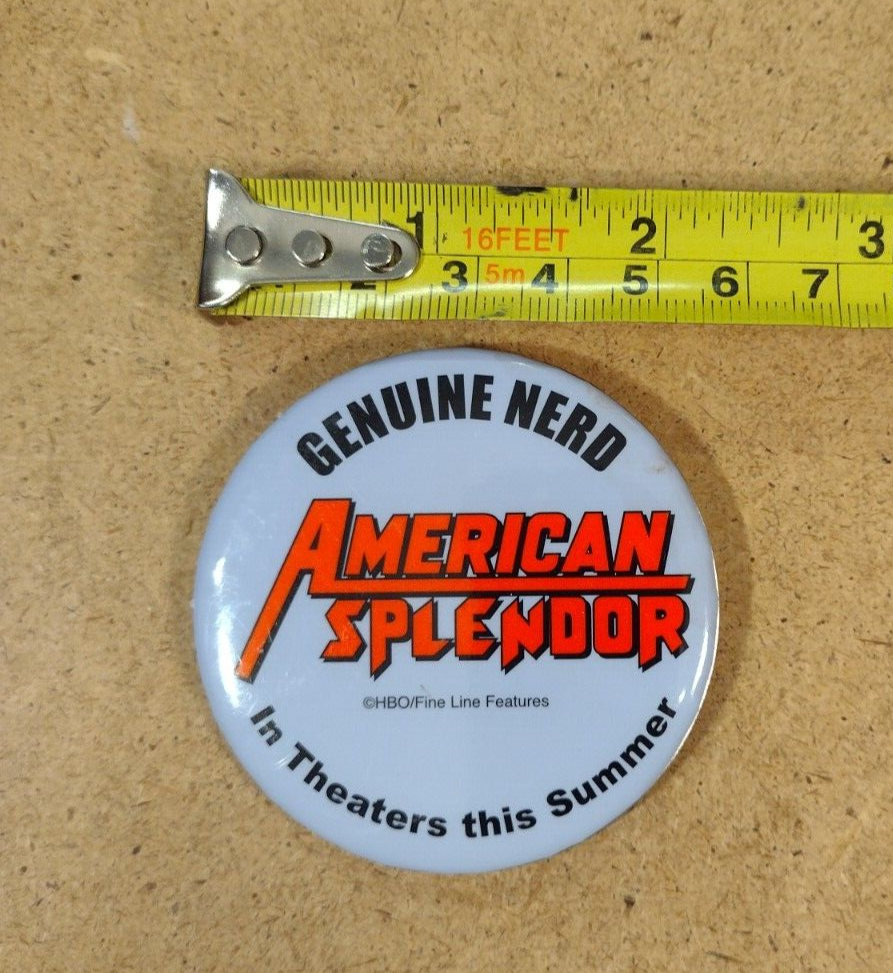 1 2 3
16FEET
2 3 5m 4 5 6 7
GENUINE NERD
AMERICAN
SPLENDOR
©HBO/Fine Line Features
In Theaters this Summer